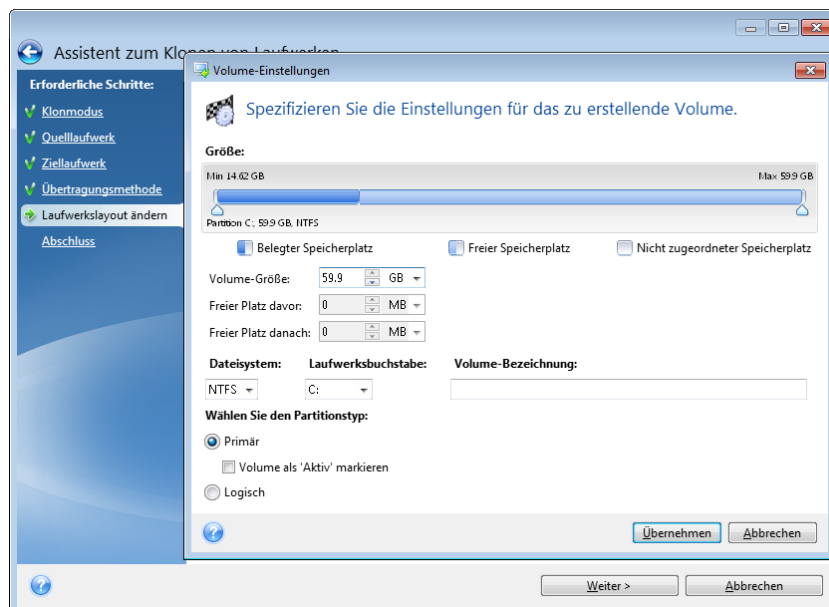 Assistent zum Klonen von Laufwerken
Erforderliche Schritte:
Klonmodus
Quelllaufwerk
Ziellaufwerk
Übertragungsmethode
Laufwerkslayout ändern
Abschluss
Volume-Einstellungen
Spezifizieren Sie die Einstellungen für das zu erstellende Volume.
Größe:
Min 14.62 GB Max 59.9 GB
Partition C:, 59.9 GB, NTFS
Belegter Speicherplatz Freier Speicherplatz Nicht zugeordneter Speicherplatz
Volume-Größe: 59.9 GB
Freier Platz davor: 0 MB
Freier Platz danach: 0 MB
Dateisystem: Laufwerksbuchstabe: Volume-Bezeichnung:
NTFS C:
Wählen Sie den Partitionstyp:
Primär
Volume als 'Aktiv' markieren
Logisch
Übernehmen Abbrechen
Weiter > Abbrechen